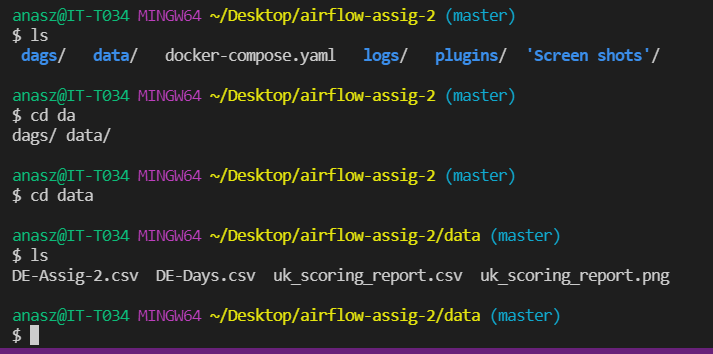 anasz@IT-T034 MINGW64 ~/Desktop/airflow-assig-2 (master)
$ ls
dags/ data/ docker-compose.yaml logs/ plugins/ 'Screen shots'/
anasz@IT-T034 MINGW64 ~/Desktop/airflow-assig-2 (master)
$ cd da
dags/ data/
anasz@IT-T034 MINGW64 ~/Desktop/airflow-assig-2 (master)
$ cd data
anasz@IT-T034 MINGW64 ~/Desktop/airflow-assig-2/data (master)
$ ls
DE-Assig-2.csv DE-Days.csv uk_scoring_report.csv uk_scoring_report.png
anasz@IT-T034 MINGW64 ~/Desktop/airflow-assig-2/data (master)
$